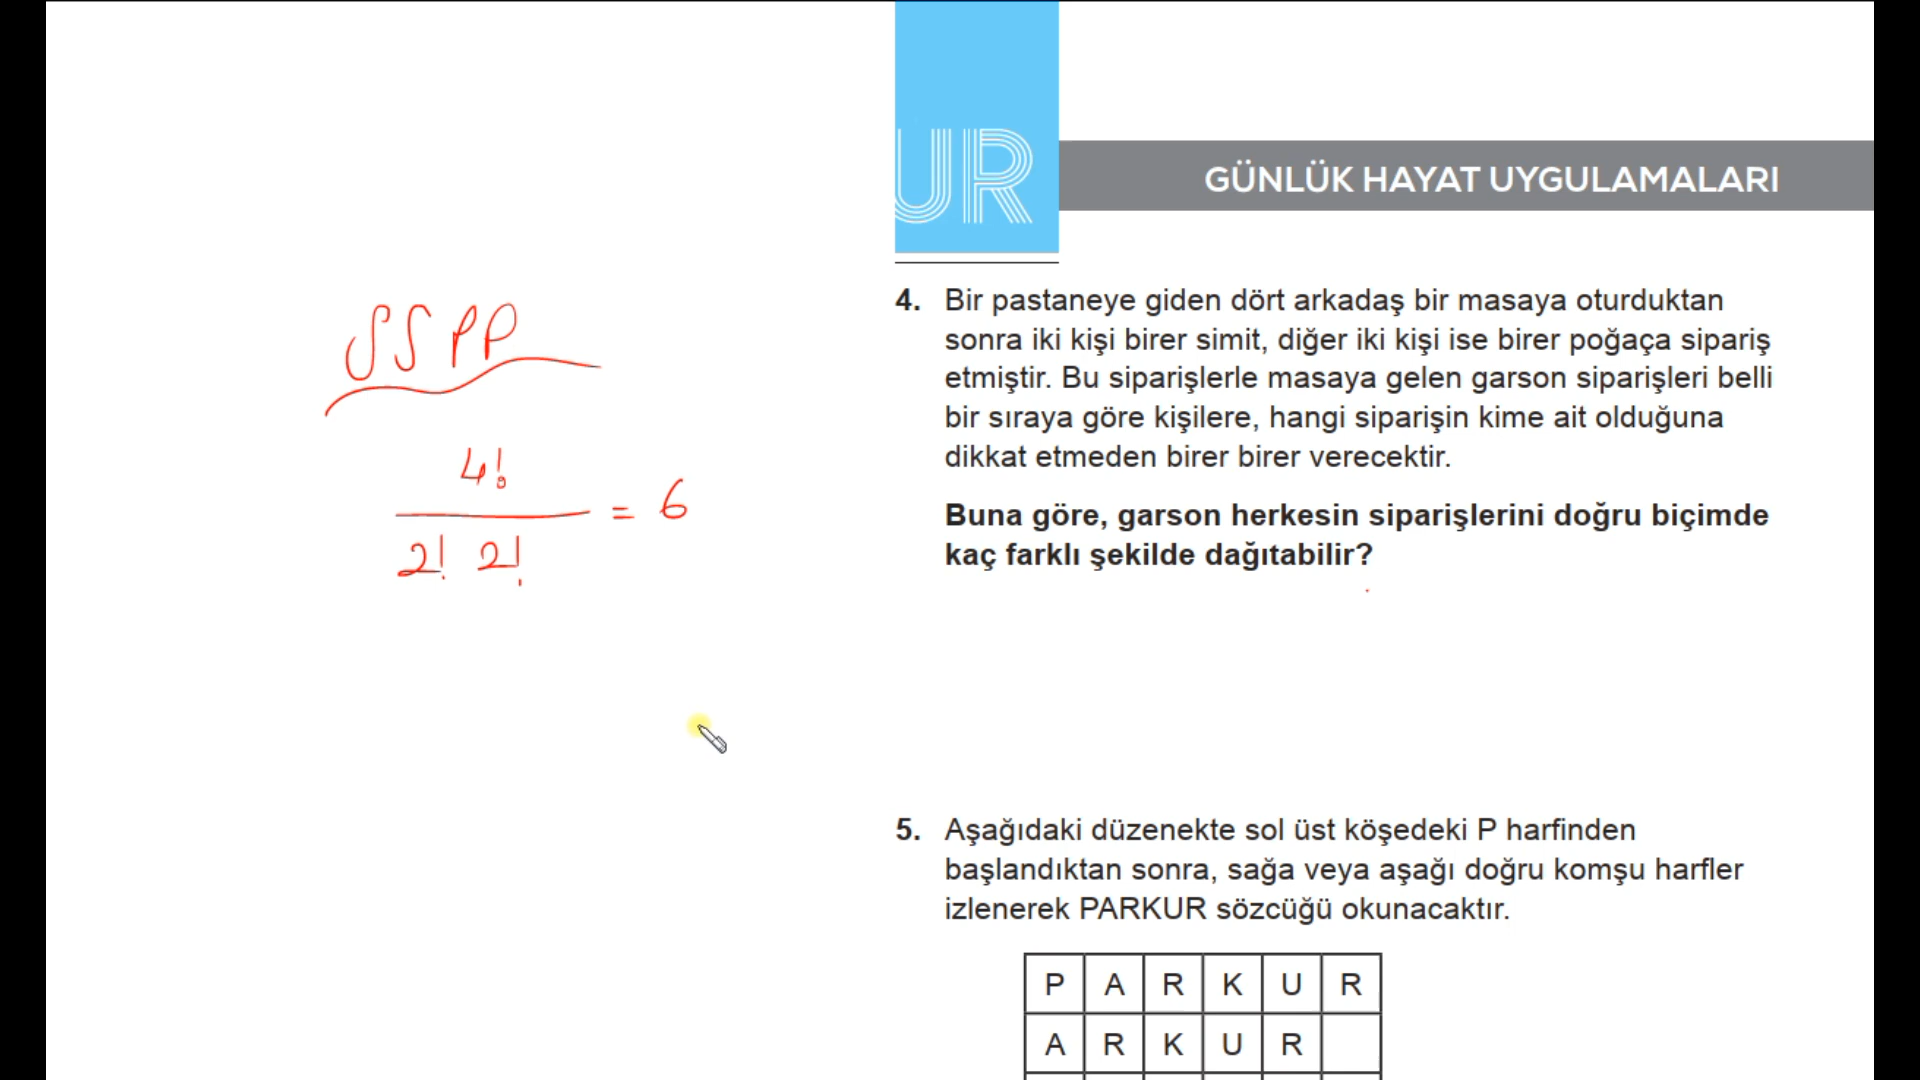 UR
GÜNLÜK HAYAT UYGULAMALARI
SSPP
4!
2! 2!
= 6
4. Bir pastaneye giden dört arkadaş bir masaya oturduktan
sonra iki kişi birer simit, diğer iki kişi ise birer poğaça sipariş
etmiştir. Bu siparişlerle masaya gelen garson siparişleri belli
bir sıraya göre kişilere, hangi siparişin kime ait olduğuna
dikkat etmeden birer birer verecektir.
Buna göre, garson herkesin siparişlerini doğru biçimde
kaç farklı şekilde dağıtabilir?
5. Aşağıdaki düzenekte sol üst köşedeki P harfinden
başlandıktan sonra, sağa veya aşağı doğru komşu harfler
izlenerek PARKUR sözcüğü okunacaktır.
P A R K U R
A R K U R